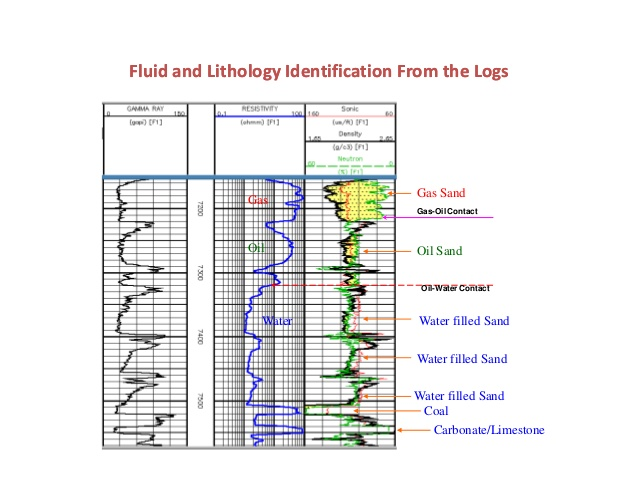 Fluid and Lithology Identification From the Logs
GAMMA RAY
0 150
(gapi) [F1]
RESISTIVITY
0.1 100
(ohmm) [F1]
Sonic
160 60
(us/ft) [F1]
Density
1.65 2.65
(g/c3) [F1]
Neutron
60 0
(%) [F1]
Gas
Gas Sand
7200
Gas-Oil Contact
Oil
Oil Sand
7300
Oil-Water Contact
Water
Water filled Sand
7400
Water filled Sand
Water filled Sand
7500
Coal
Carbonate/Limestone